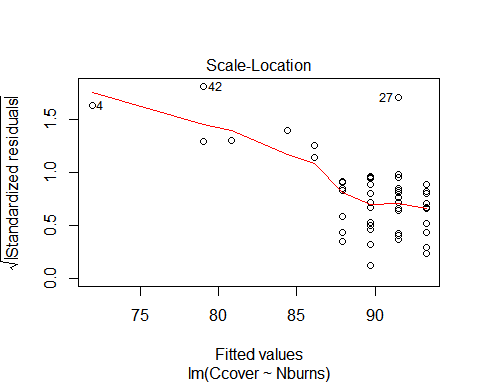 Scale-Location
√|Standardized residuals|
1.5
1.0
0.5
0.0
42
4
27
75 80 85 90
Fitted values
lm(Ccover ~ Nburns)